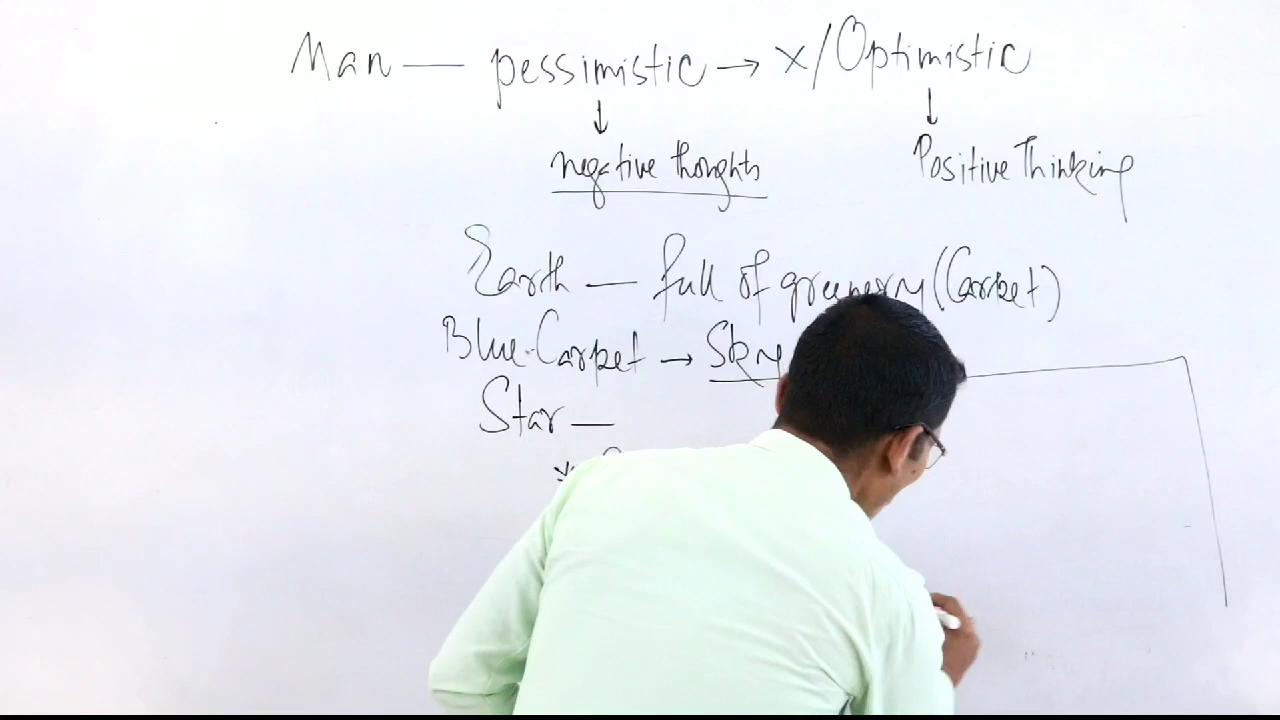 Man — pessimistic → x/Optimistic
↓ ↓
negative thoughts Positive Thinking
Earth — full of greenery (Carpet)
Blue Carpet → Sky
Star —